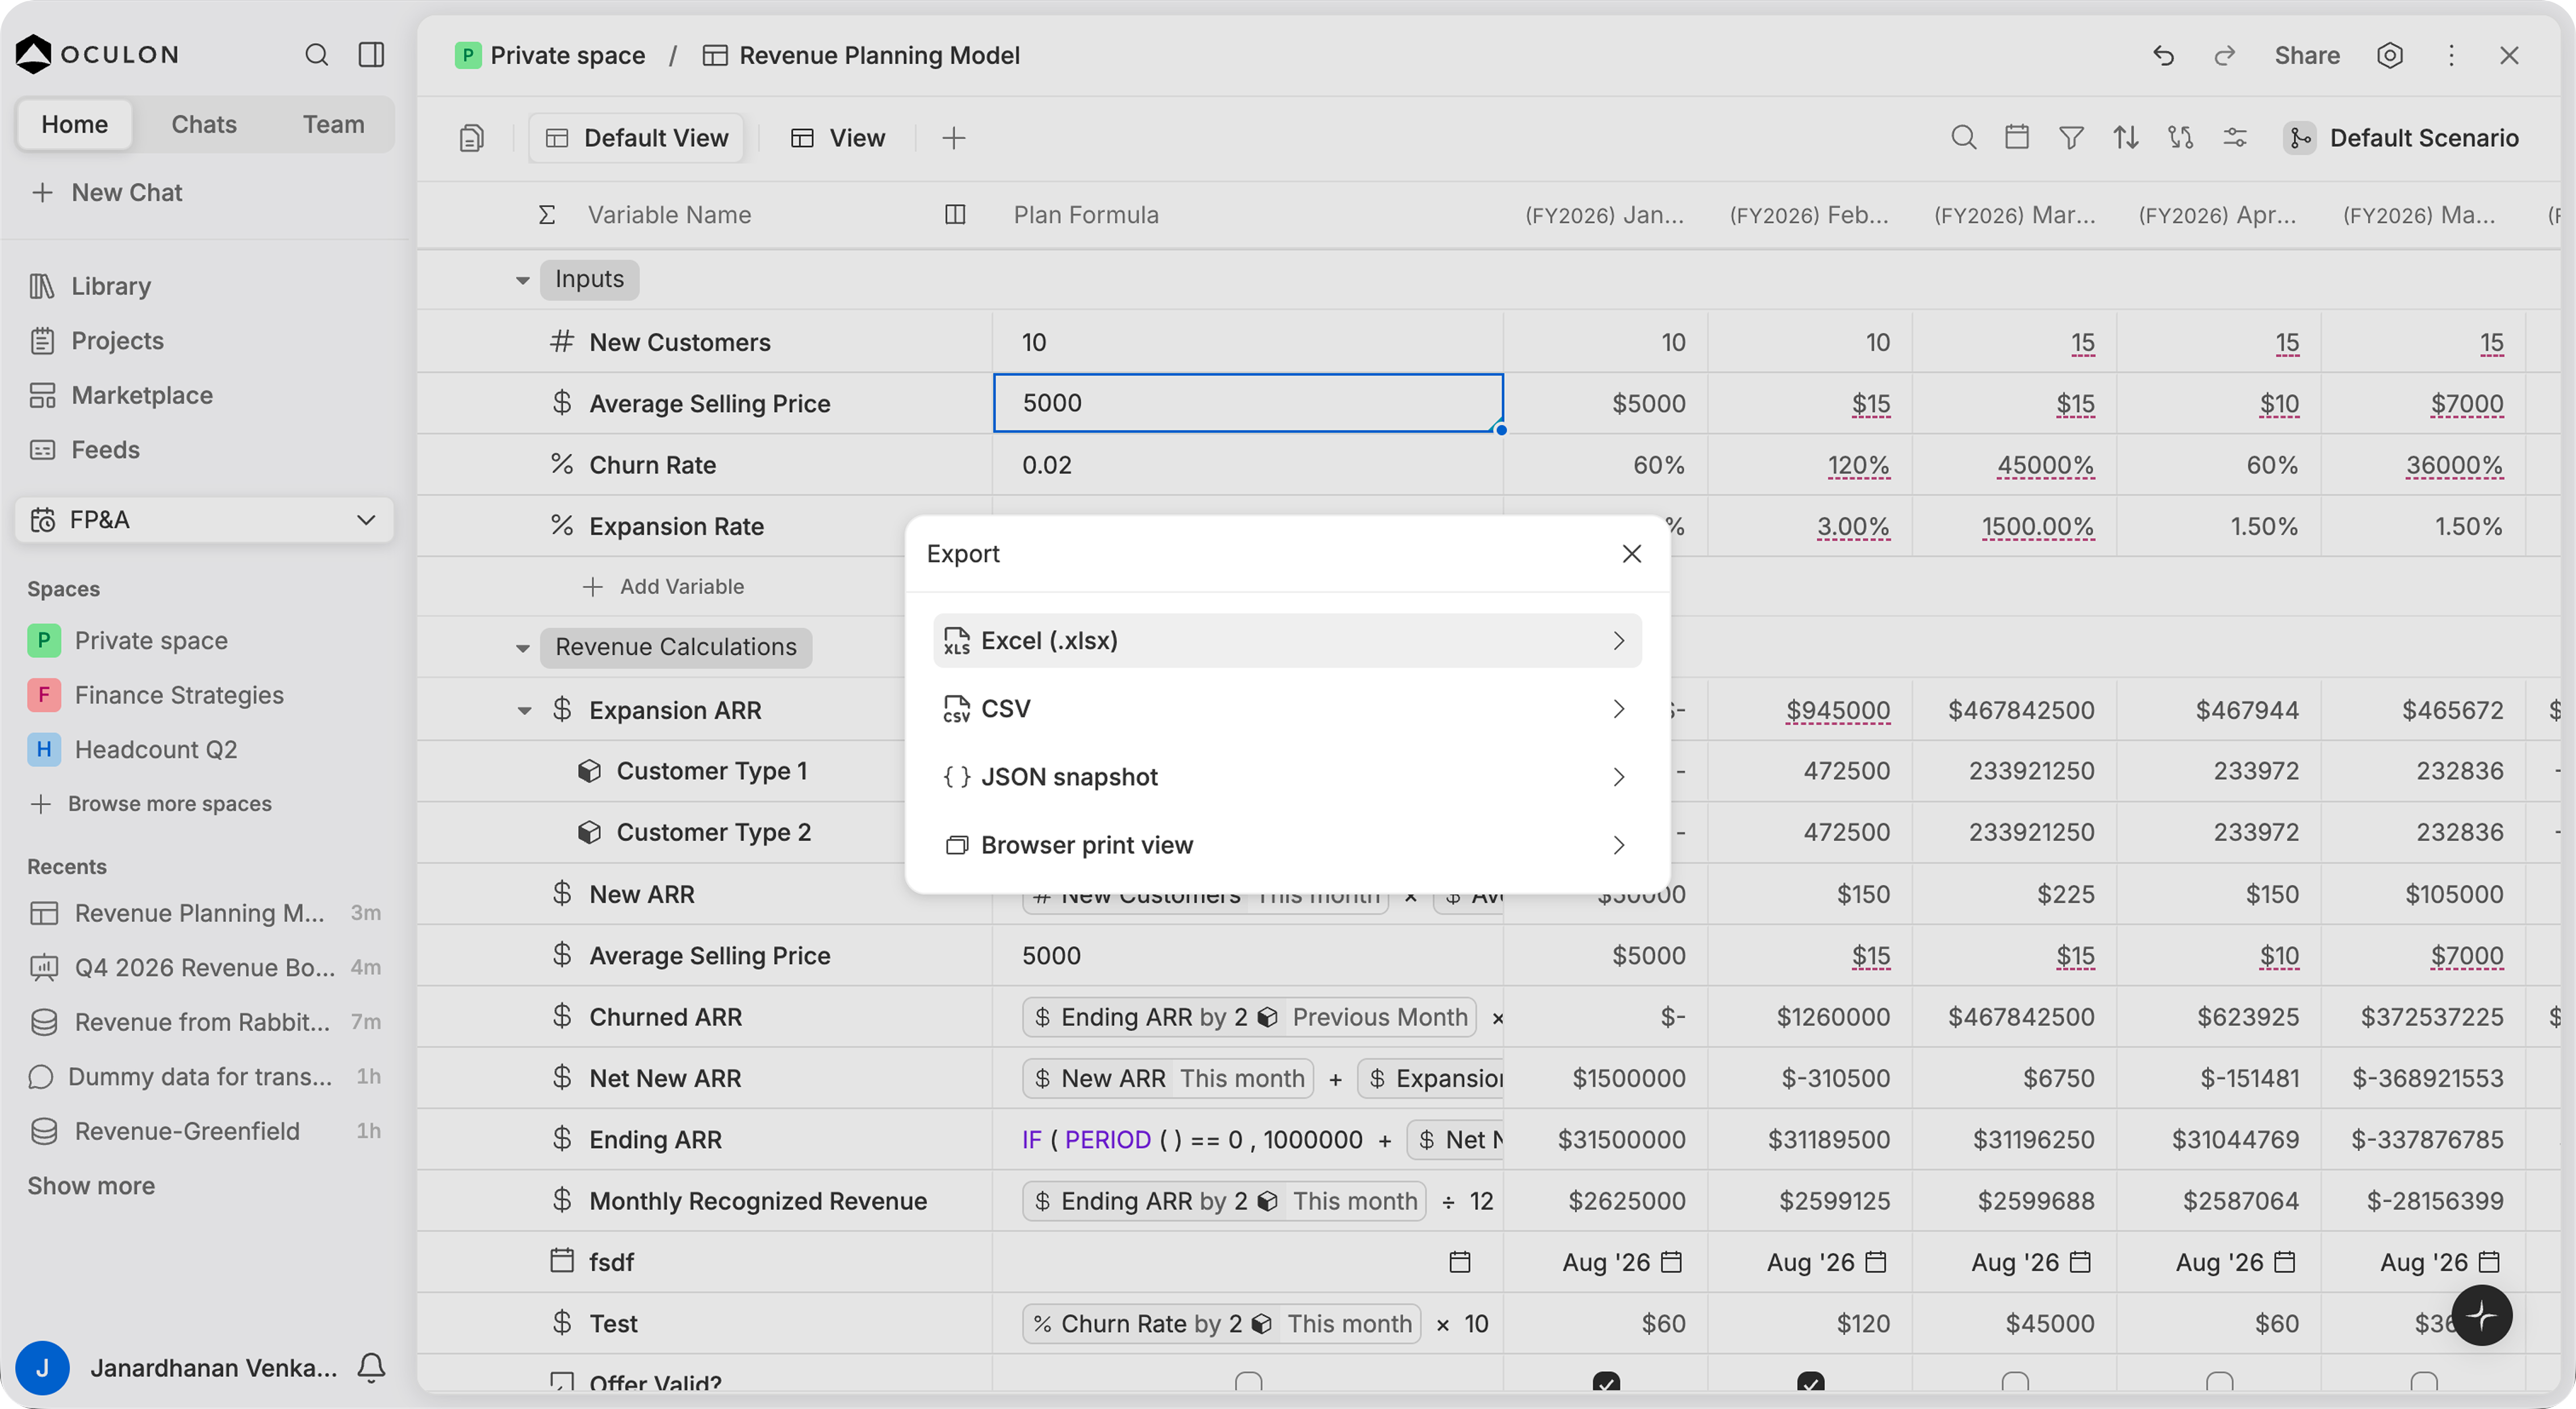 OCULON
Home Chats Team
New Chat
Library
Projects
Marketplace
Feeds
FP&A
Spaces
P Private space
F Finance Strategies
H Headcount Q2
Browse more spaces
Recents
Revenue Planning M... 3m
Q4 2026 Revenue Bo... 4m
Revenue from Rabbit... 7m
Dummy data for trans... 1h
Revenue-Greenfield 1h
Show more
J Janardhanan Venka...
P Private space / Revenue Planning Model Share
Default View View Default Scenario
Σ Variable Name Plan Formula (FY2026) Jan... (FY2026) Feb... (FY2026) Mar... (FY2026) Apr... (FY2026) Ma...
Inputs
# New Customers 10 10 10 15 15 15
$ Average Selling Price 5000 $5000 $15 $15 $10 $7000
% Churn Rate 0.02 60% 120% 45000% 60% 36000%
% Expansion Rate % 3.00% 1500.00% 1.50% 1.50%
Add Variable
Revenue Calculations
$ Expansion ARR $- $945000 $467842500 $467944 $465672 $
Customer Type 1 - 472500 233921250 233972 232836 -
Customer Type 2 - 472500 233921250 233972 232836 -
$ New ARR # New Customers This month × $ Av $50000 $150 $225 $150 $105000
$ Average Selling Price 5000 $5000 $15 $15 $10 $7000
$ Churned ARR $ Ending ARR by 2 Previous Month × $- $1260000 $467842500 $623925 $372537225 $
$ Net New ARR $ New ARR This month + $ Expansion $1500000 $-310500 $6750 $-151481 $-368921553
$ Ending ARR IF ( PERIOD ( ) == 0 , 1000000 + $ Net N $31500000 $31189500 $31196250 $31044769 $-337876785
$ Monthly Recognized Revenue $ Ending ARR by 2 This month ÷ 12 $2625000 $2599125 $2599688 $2587064 $-28156399
fsdf Aug '26 Aug '26 Aug '26 Aug '26 Aug '26
$ Test % Churn Rate by 2 This month × 10 $60 $120 $45000 $60 $36
Offer Valid?
Export
XLS Excel (.xlsx)
CSV CSV
{ } JSON snapshot
Browser print view